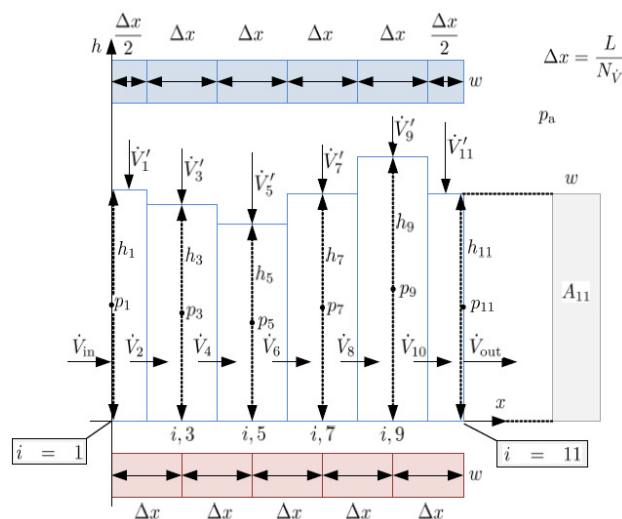 Δx/2 Δx Δx Δx Δx Δx/2
h
Δx = L/N_V̇
w
p_a
V̇′_1 V̇′_3 V̇′_5 V̇′_7 V̇′_9 V̇′_11
w
h_1 h_3 h_5 h_7 h_9 h_11
p_1 p_3 p_5 p_7 p_9 p_11 A_11
V̇_in V̇_2 V̇_4 V̇_6 V̇_8 V̇_10 V̇_out
x
i = 1 i, 3 i, 5 i, 7 i, 9 i = 11
w
Δx Δx Δx Δx Δx